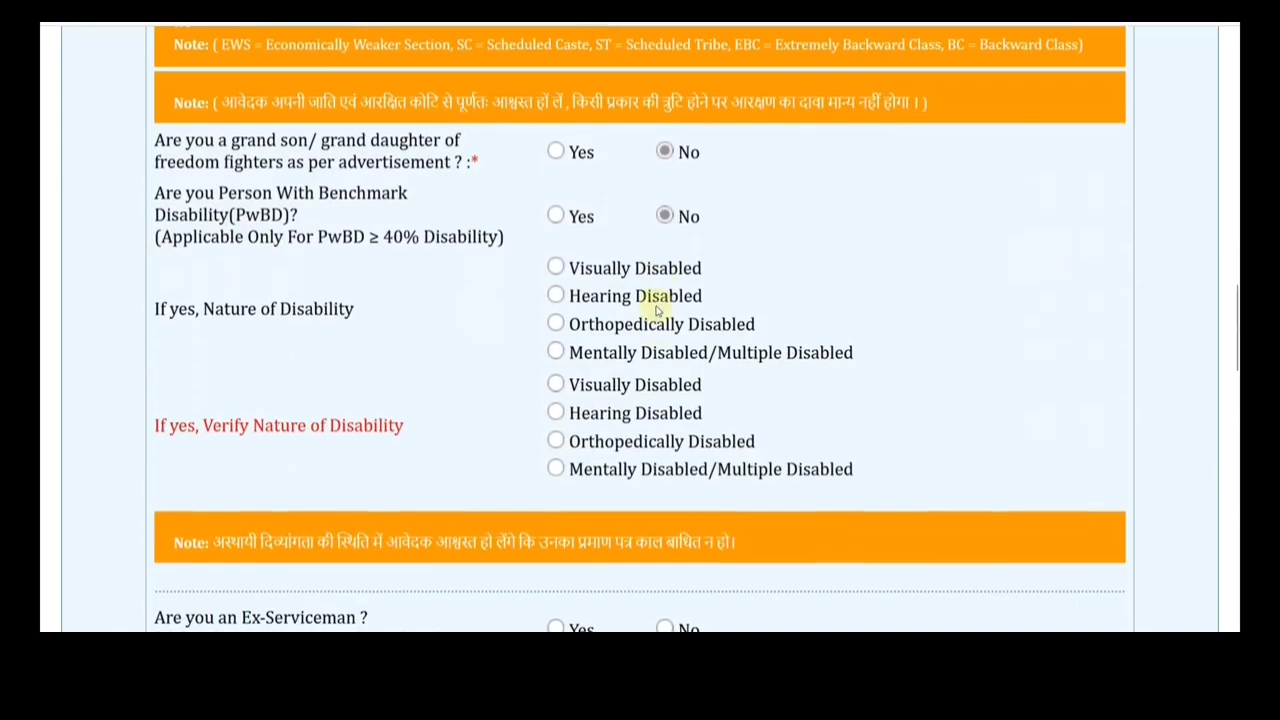 Note: ( EWS = Economically Weaker Section, SC = Scheduled Caste, ST = Scheduled Tribe, EBC = Extremely Backward Class, BC = Backward Class)
Note: ( आवेदक अपनी जाति एवं आरक्षित कोटि से पूर्णतः आश्वस्त हों लें , किसी प्रकार की त्रुटि होने पर आरक्षण का दावा मान्य नहीं होगा । )
Are you a grand son/ grand daughter of
freedom fighters as per advertisement ? :*
Yes No
Are you Person With Benchmark
Disability(PwBD)?
(Applicable Only For PwBD ≥ 40% Disability)
Yes No
If yes, Nature of Disability
Visually Disabled
Hearing Disabled
Orthopedically Disabled
Mentally Disabled/Multiple Disabled
If yes, Verify Nature of Disability
Visually Disabled
Hearing Disabled
Orthopedically Disabled
Mentally Disabled/Multiple Disabled
Note: अस्थायी दिव्यांगता की स्थिति में आवेदक आश्वस्त हो लेंगे कि उनका प्रमाण पत्र काल बाधित न हो।
Are you an Ex-Serviceman ?
Yes No